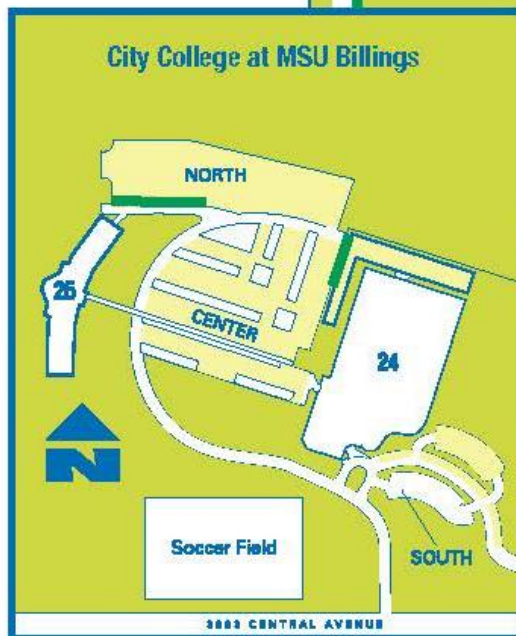 City College at MSU Billings
NORTH
25
CENTER
24
N
Soccer Field
SOUTH
CENTRAL AVENUE